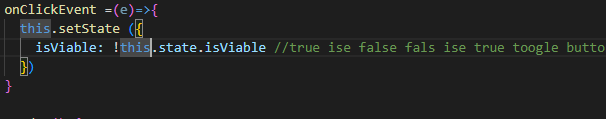 onClickEvent =(e)=>{
this.setState ({
isViable: !this.state.isViable //true ise false fals ise true toogle butto
})
}